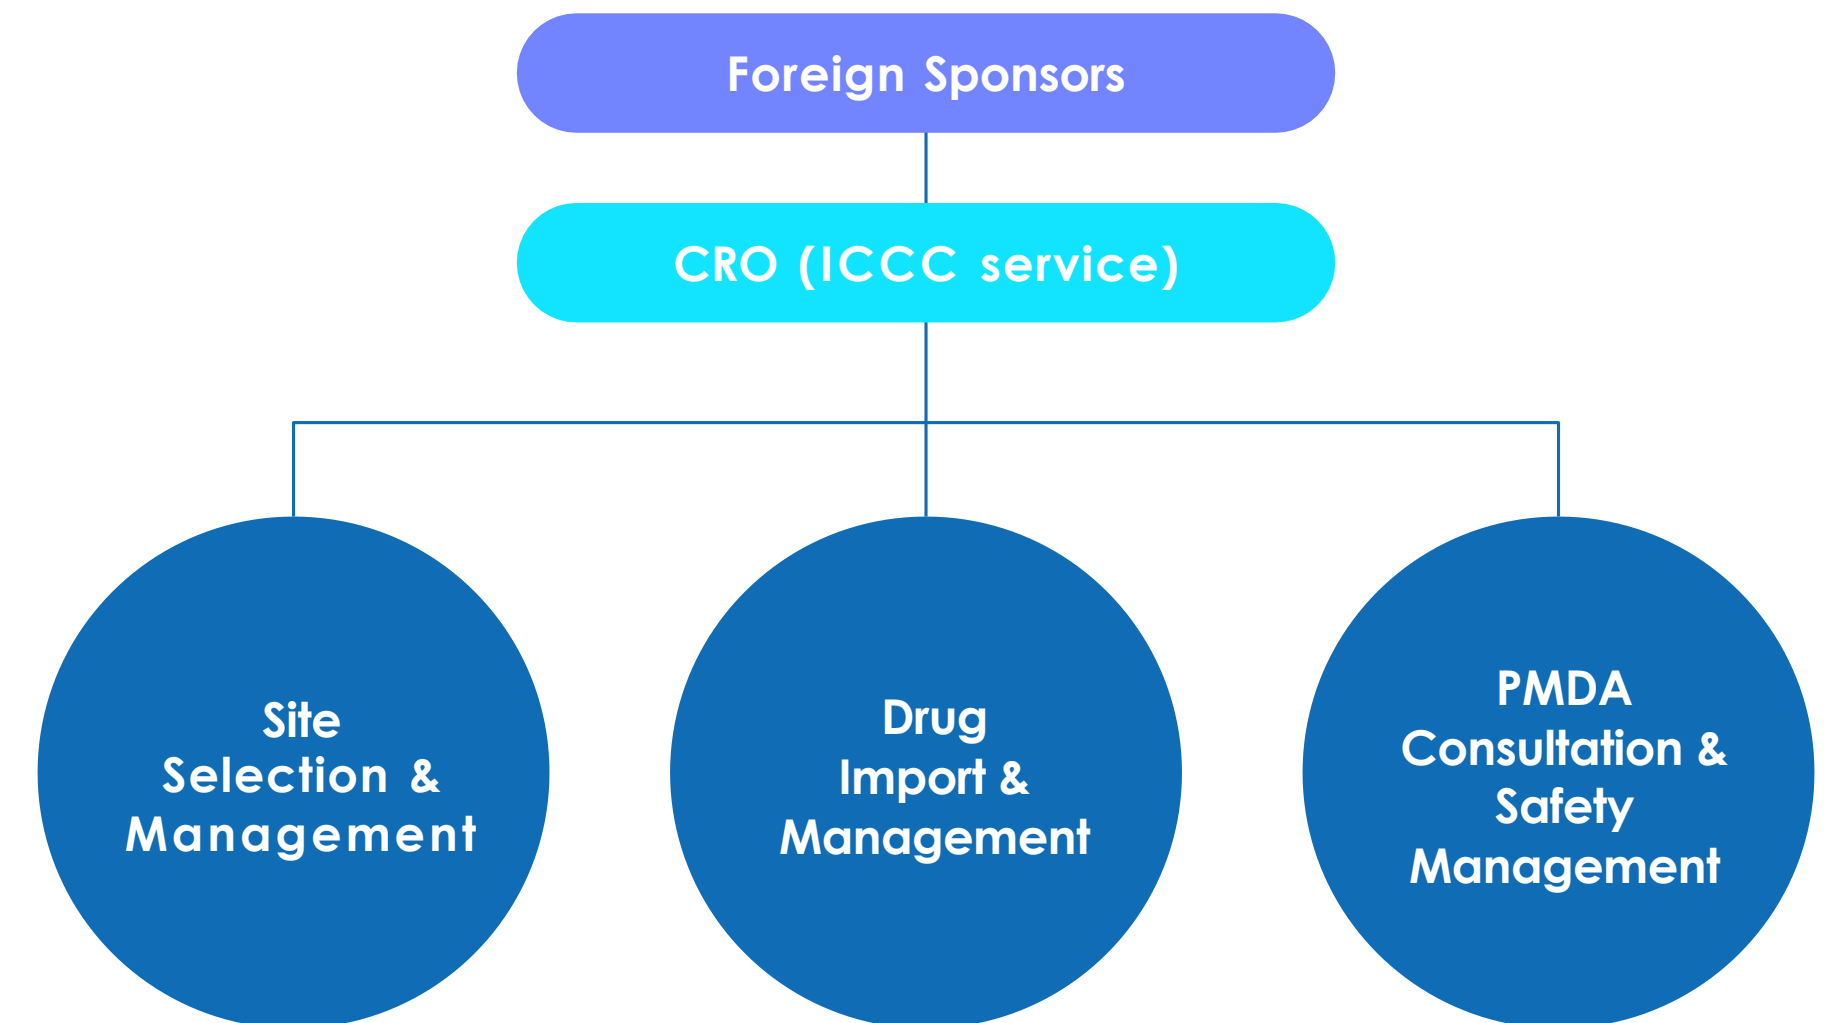 Foreign Sponsors
CRO (ICCC service)
Site
Selection &
Management
Drug
Import &
Management
PMDA
Consultation &
Safety
Management